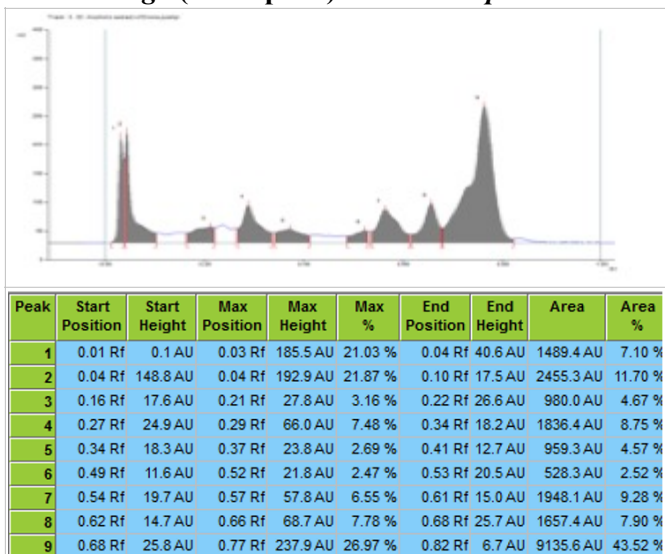 Peak Start Position Start Height Max Position Max Height Max % End Position End Height Area Area %
1 0.01 Rf 0.1 AU 0.03 Rf 185.5 AU 21.03 % 0.04 Rf 40.6 AU 1489.4 AU 7.10 %
2 0.04 Rf 148.8 AU 0.04 Rf 192.9 AU 21.87 % 0.10 Rf 17.5 AU 2455.3 AU 11.70 %
3 0.16 Rf 17.6 AU 0.21 Rf 27.8 AU 3.16 % 0.22 Rf 26.6 AU 980.0 AU 4.67 %
4 0.27 Rf 24.9 AU 0.29 Rf 66.0 AU 7.48 % 0.34 Rf 18.2 AU 1836.4 AU 8.75 %
5 0.34 Rf 18.3 AU 0.37 Rf 23.8 AU 2.69 % 0.41 Rf 12.7 AU 959.3 AU 4.57 %
6 0.49 Rf 11.6 AU 0.52 Rf 21.8 AU 2.47 % 0.53 Rf 20.5 AU 528.3 AU 2.52 %
7 0.54 Rf 19.7 AU 0.57 Rf 57.8 AU 6.55 % 0.61 Rf 15.0 AU 1948.1 AU 9.28 %
8 0.62 Rf 14.7 AU 0.66 Rf 68.7 AU 7.78 % 0.68 Rf 25.7 AU 1657.4 AU 7.90 %
9 0.68 Rf 25.8 AU 0.77 Rf 237.9 AU 26.97 % 0.82 Rf 6.7 AU 9135.6 AU 43.52 %